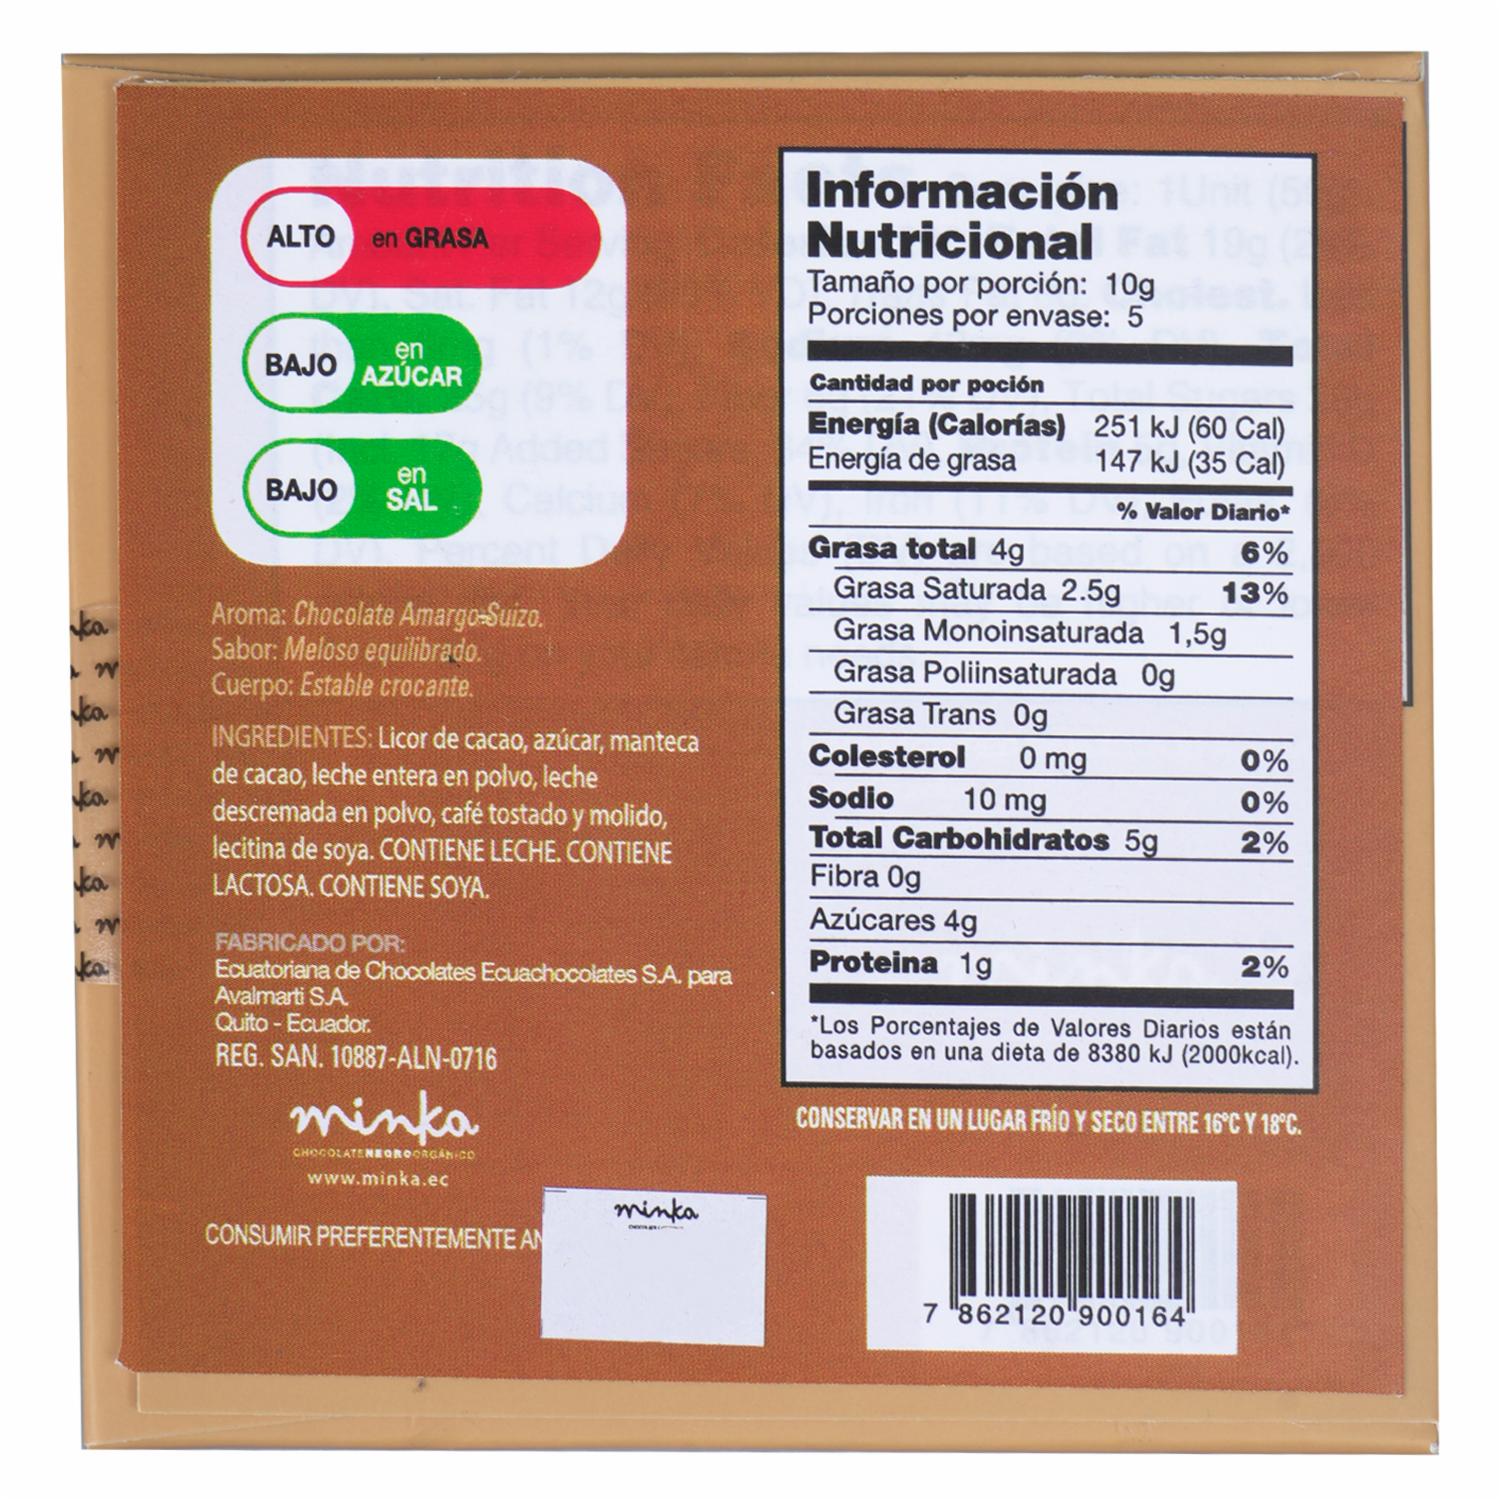 ALTO en GRASA
BAJO en AZÚCAR
BAJO en SAL
Aroma: Chocolate Amargo-Suizo.
Sabor: Meloso equilibrado.
Cuerpo: Estable crocante.
INGREDIENTES: Licor de cacao, azúcar, manteca
de cacao, leche entera en polvo, leche
descremada en polvo, café tostado y molido,
lecitina de soya. CONTIENE LECHE. CONTIENE
LACTOSA. CONTIENE SOYA.
FABRICADO POR:
Ecuatoriana de Chocolates Ecuachocolates S.A. para
Avalmarti S.A.
Quito - Ecuador.
REG. SAN. 10887-ALN-0716
minka
CHOCOLATENEGROORGÁNICO
www.minka.ec
CONSUMIR PREFERENTEMENTE AN
minka
Información
Nutricional
Tamaño por porción: 10g
Porciones por envase: 5
Cantidad por poción
Energía (Calorías) 251 kJ (60 Cal)
Energía de grasa 147 kJ (35 Cal)
% Valor Diario*
Grasa total 4g 6%
Grasa Saturada 2.5g 13%
Grasa Monoinsaturada 1,5g
Grasa Poliinsaturada 0g
Grasa Trans 0g
Colesterol 0 mg 0%
Sodio 10 mg 0%
Total Carbohidratos 5g 2%
Fibra 0g
Azúcares 4g
Proteina 1g 2%
*Los Porcentajes de Valores Diarios están
basados en una dieta de 8380 kJ (2000kcal).
CONSERVAR EN UN LUGAR FRÍO Y SECO ENTRE 16°C Y 18°C.
7 862120 900164